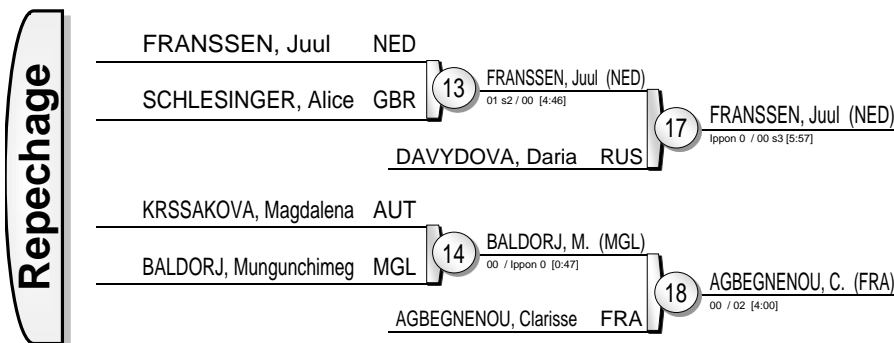 Repechage
FRANSSEN, Juul NED
SCHLESINGER, Alice GBR
13
FRANSSEN, Juul (NED)
01 s2 / 00 [4:46]
DAVYDOVA, Daria RUS
17
FRANSSEN, Juul (NED)
Ippon 0 / 00 s3 [5:57]
KRSSAKOVA, Magdalena AUT
BALDORJ, Mungunchimeg MGL
14
BALDORJ, M. (MGL)
00 / Ippon 0 [0:47]
AGBEGNENOU, Clarisse FRA
18
AGBEGNENOU, C. (FRA)
00 / 02 [4:00]